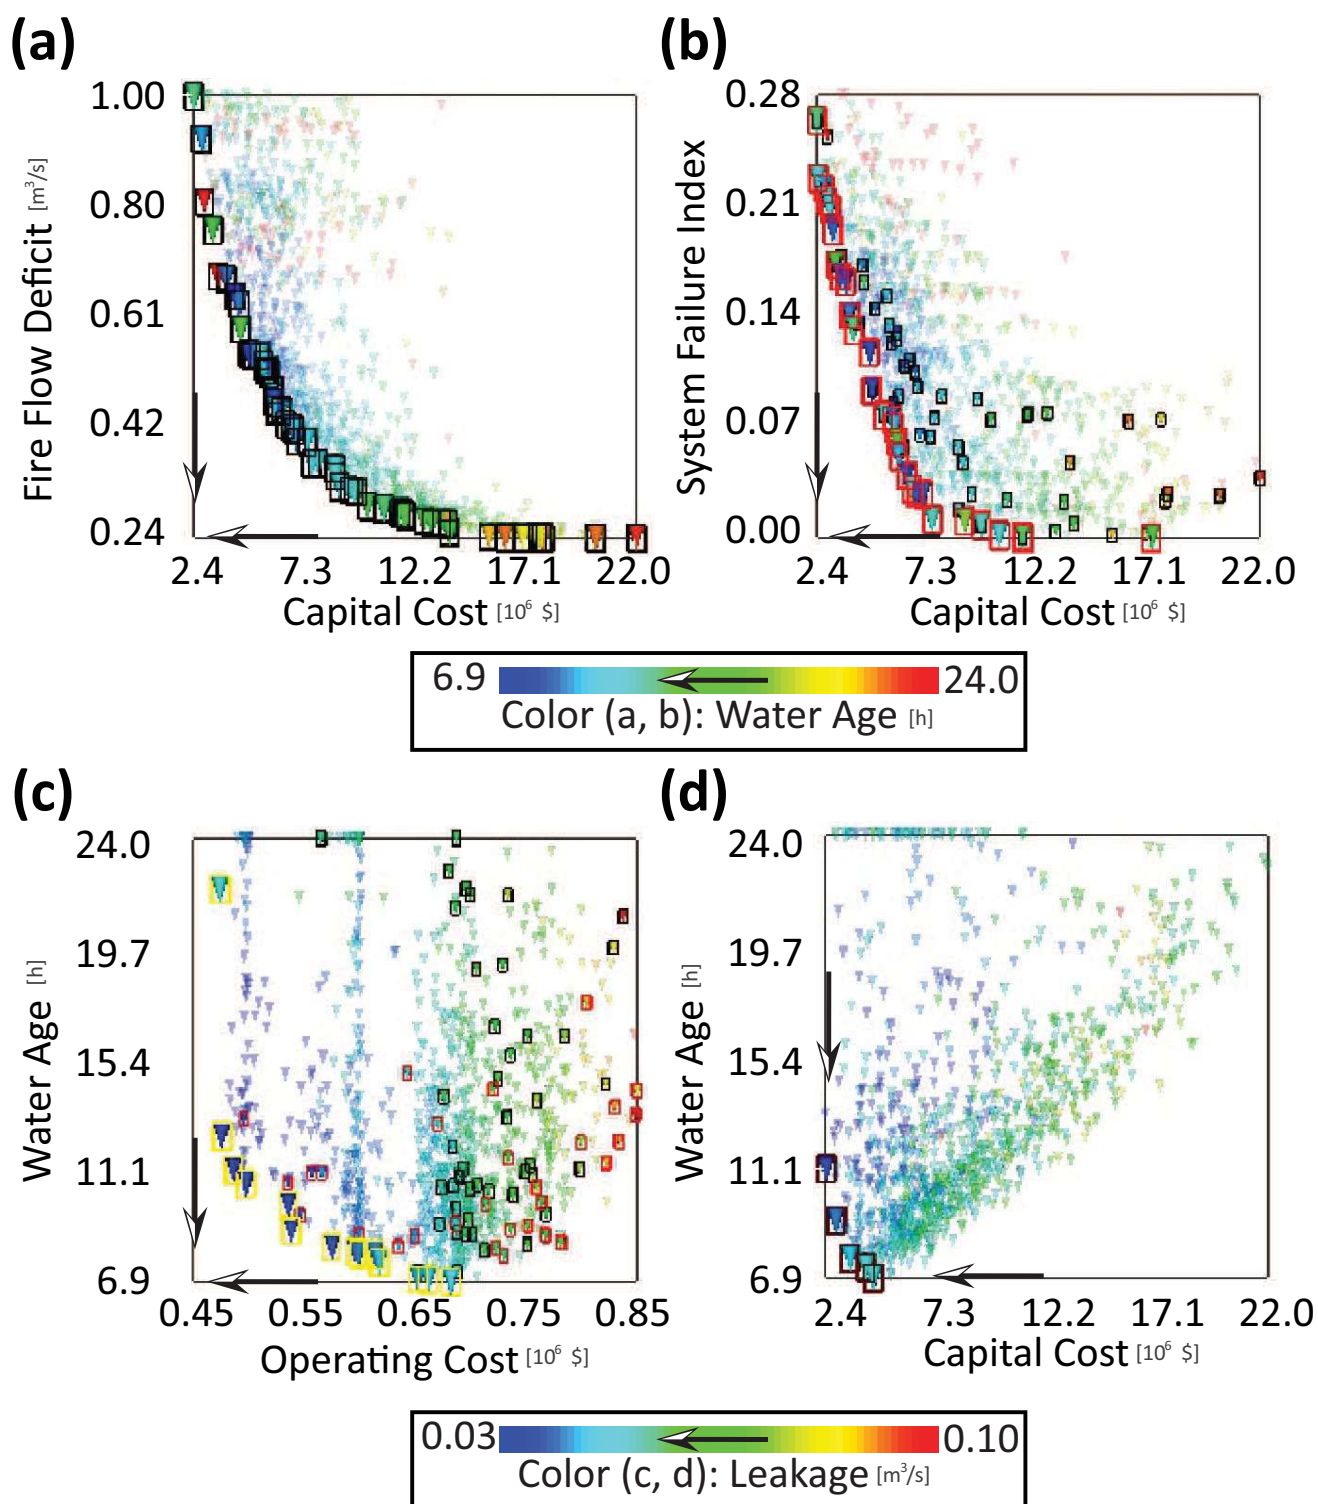 (a)
(b)
1.00
0.80
0.61
0.42
0.24
Fire Flow Deficit [m³/s]
2.4 7.3 12.2 17.1 22.0
Capital Cost [10⁶ $]
0.28
0.21
0.14
0.07
0.00
System Failure Index
2.4 7.3 12.2 17.1 22.0
Capital Cost [10⁶ $]
6.9 24.0
Color (a, b): Water Age [h]
(c)
(d)
24.0
19.7
15.4
11.1
6.9
Water Age [h]
0.45 0.55 0.65 0.75 0.85
Operating Cost [10⁶ $]
24.0
19.7
15.4
11.1
6.9
Water Age [h]
2.4 7.3 12.2 17.1 22.0
Capital Cost [10⁶ $]
0.03 0.10
Color (c, d): Leakage [m³/s]